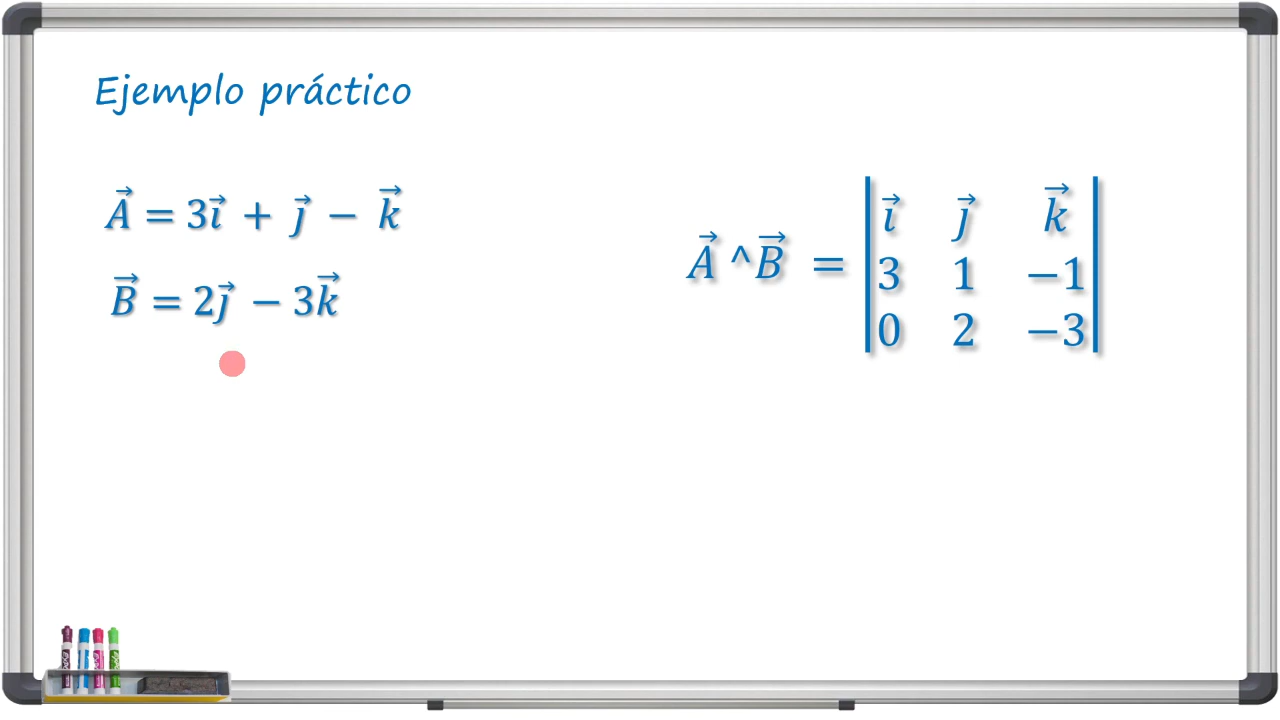 Ejemplo práctico
A⃗ = 3i⃗ + j⃗ − k⃗
B⃗ = 2j⃗ − 3k⃗
A⃗ ^ B⃗ = | i⃗ j⃗ k⃗ |
| 3 1 −1 |
| 0 2 −3 |